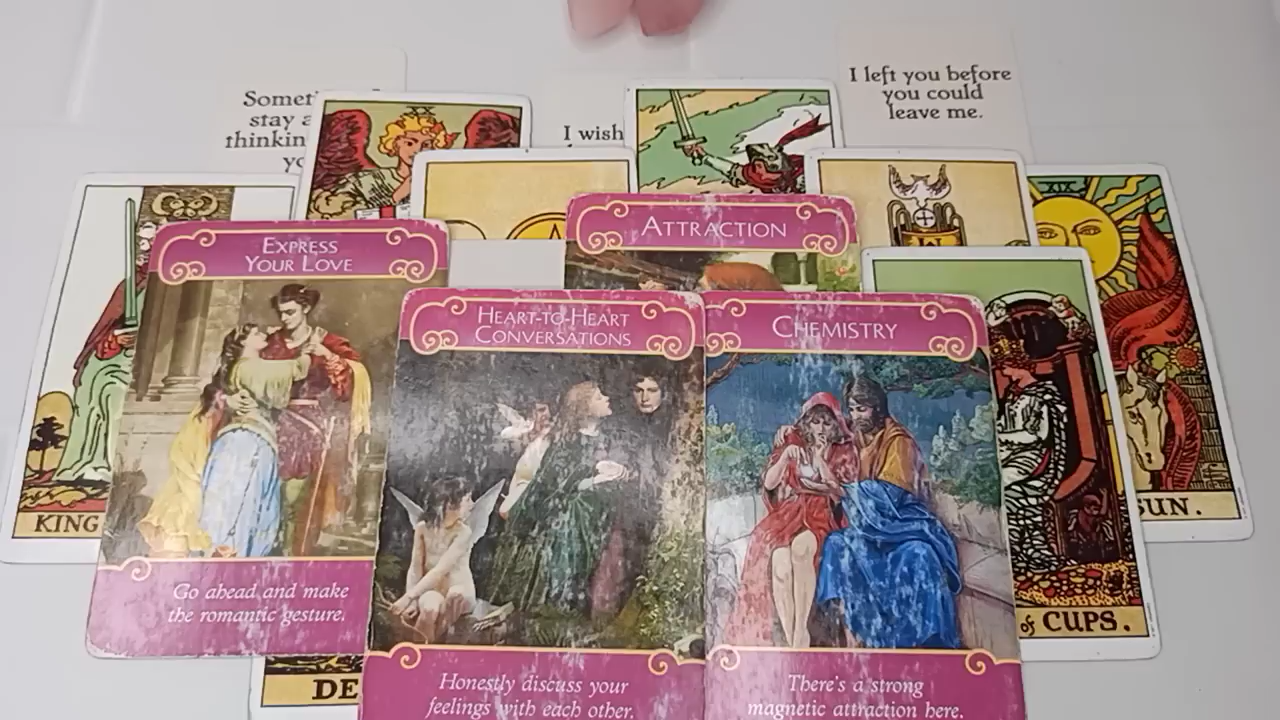 I left you before
you could
leave me.
stay
I wish
XIX
EXPRESS
YOUR LOVE
ATTRACTION
HEART-TO-HEART
CONVERSATIONS
CHEMISTRY
KING
SUN.
of CUPS.
Go ahead and make
the romantic gesture.
Honestly discuss your
feelings with each other.
There's a strong
magnetic attraction here.